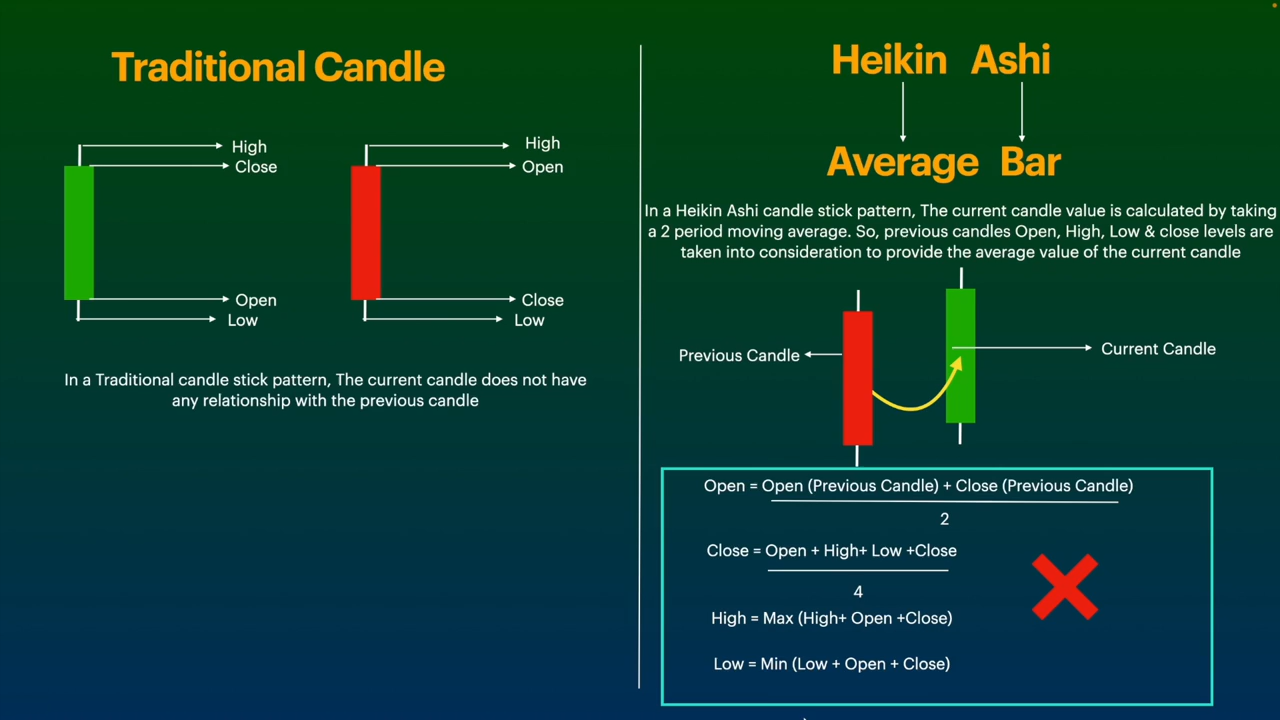 Traditional Candle
High
Close
Open
Low
High
Open
Close
Low
In a Traditional candle stick pattern, The current candle does not have
any relationship with the previous candle
Heikin Ashi
Average Bar
In a Heikin Ashi candle stick pattern, The current candle value is calculated by taking
a 2 period moving average. So, previous candles Open, High, Low & close levels are
taken into consideration to provide the average value of the current candle
Previous Candle
Current Candle
Open = Open (Previous Candle) + Close (Previous Candle)
2
Close = Open + High+ Low +Close
4
High = Max (High+ Open +Close)
Low = Min (Low + Open + Close)